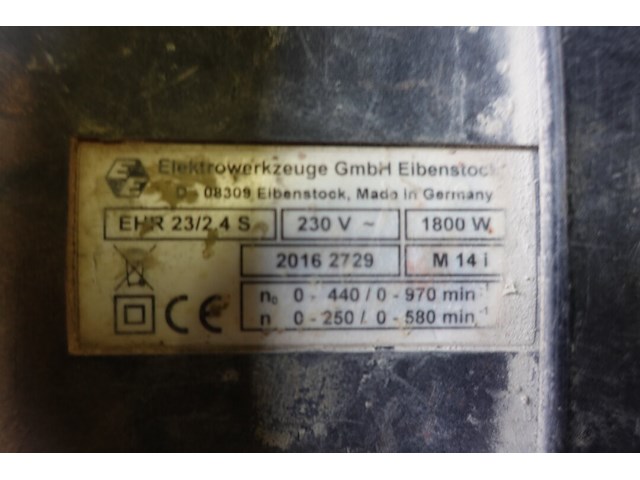 Elektrowerkzeuge GmbH Eibenstock
D - 08309 Eibenstock, Made in Germany
EHR 23/2.4 S 230 V ~ 1800 W
2016 2729 M 14 i
n₀ 0 - 440 / 0 - 970 min⁻¹
n 0 - 250 / 0 - 580 min⁻¹
CE